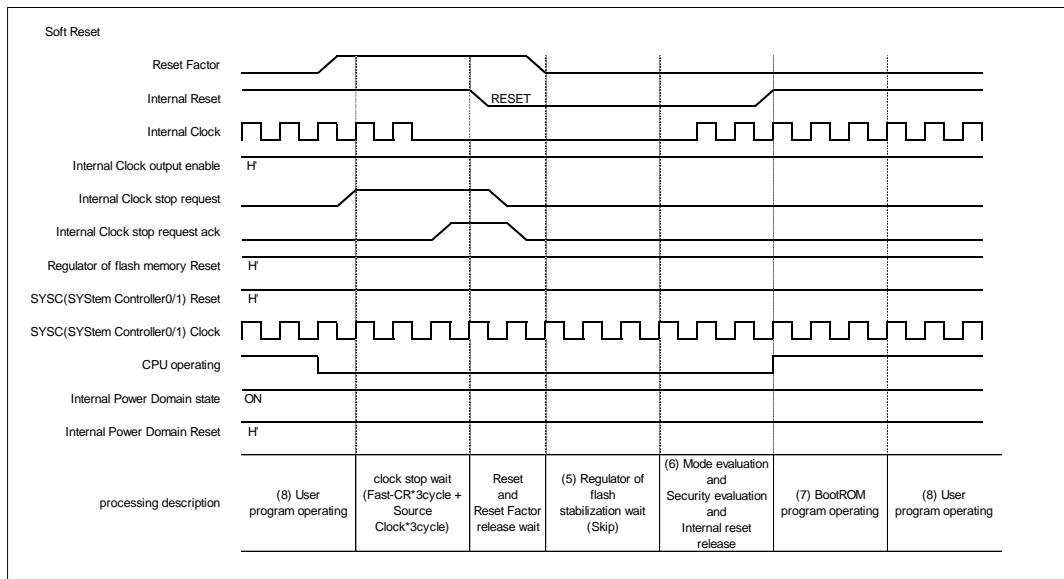 Soft Reset
Reset Factor
Internal Reset
RESET
Internal Clock
Internal Clock output enable
H'
Internal Clock stop request
Internal Clock stop request ack
Regulator of flash memory Reset
H'
SYSC(SYStem Controller0/1) Reset
H'
SYSC(SYStem Controller0/1) Clock
CPU operating
Internal Power Domain state
ON
Internal Power Domain Reset
H'
processing description
(8) User
program operating
clock stop wait
(Fast-CR*3cycle +
Source
Clock*3cycle)
Reset
and
Reset Factor
release wait
(5) Regulator of
flash
stabilization wait
(Skip)
(6) Mode evaluation
and
Security evaluation
and
Internal reset
release
(7) BootROM
program operating
(8) User
program operating